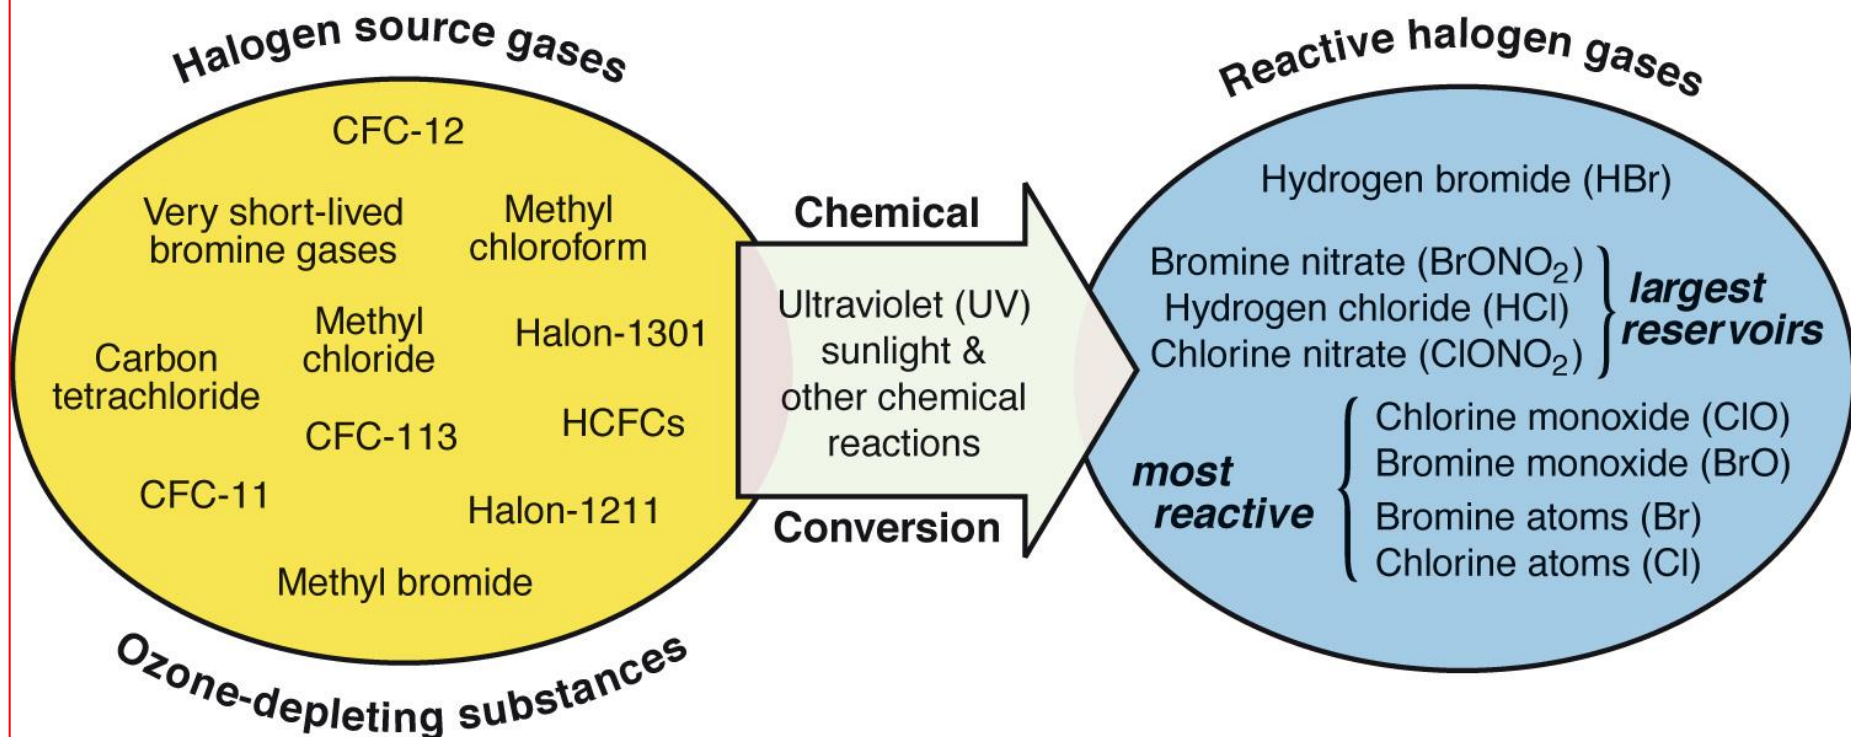 Halogen source gases
CFC-12
Very short-lived
bromine gases
Methyl
chloroform
Methyl
chloride
Halon-1301
Carbon
tetrachloride
CFC-113
HCFCs
CFC-11
Halon-1211
Methyl bromide
Ozone-depleting substances
Chemical
Ultraviolet (UV)
sunlight &
other chemical
reactions
Conversion
Reactive halogen gases
Hydrogen bromide (HBr)
Bromine nitrate (BrONO₂)
Hydrogen chloride (HCl)
Chlorine nitrate (ClONO₂)
largest
reservoirs
most
reactive
Chlorine monoxide (ClO)
Bromine monoxide (BrO)
Bromine atoms (Br)
Chlorine atoms (Cl)